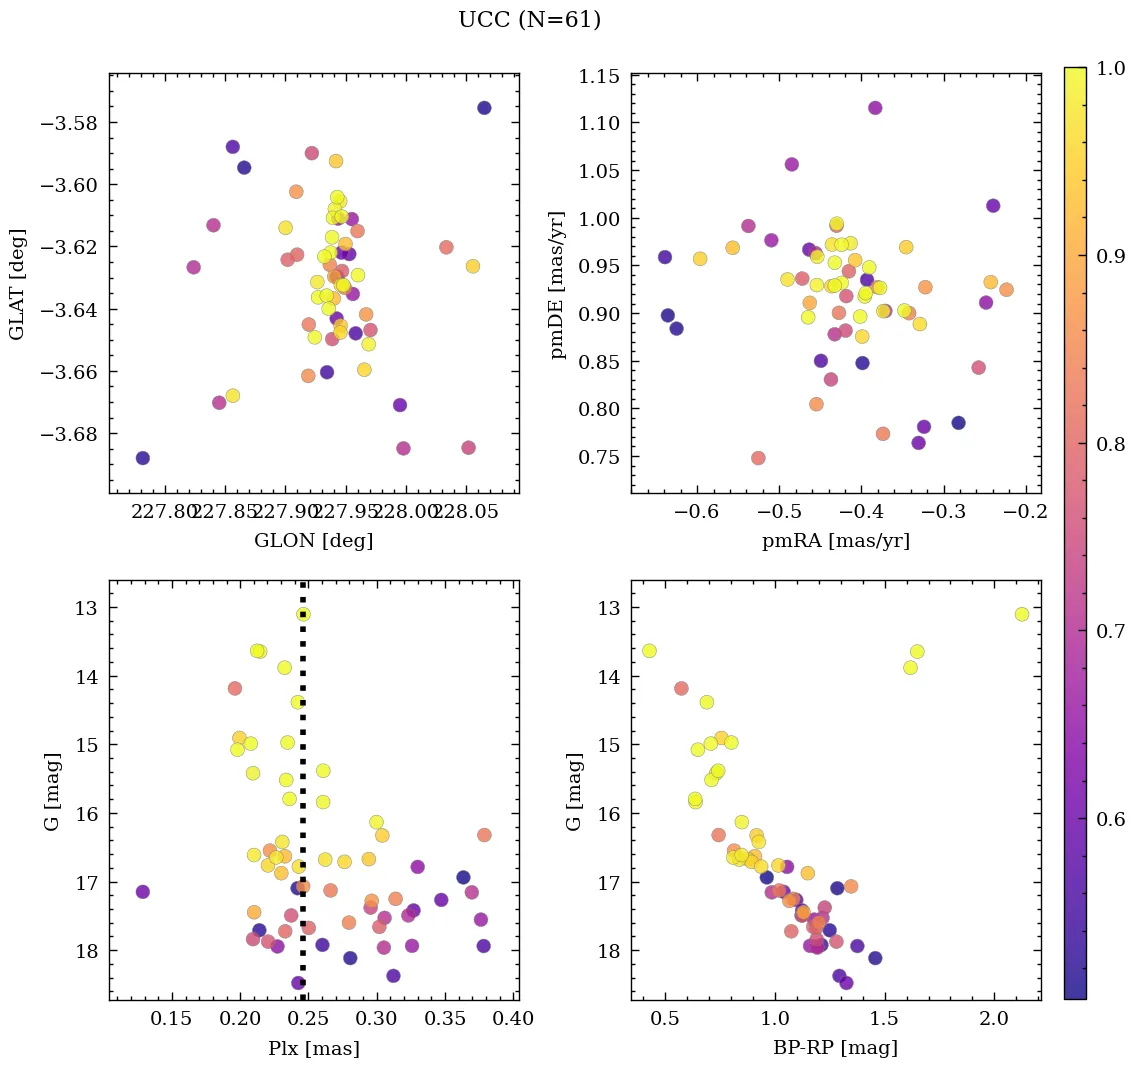 UCC (N=61)
−3.58
−3.60
−3.62
−3.64
−3.66
−3.68
GLAT [deg]
227.80 227.85 227.90 227.95 228.00 228.05
GLON [deg]
1.15
1.10
1.05
1.00
0.95
0.90
0.85
0.80
0.75
pmDE [mas/yr]
−0.6 −0.5 −0.4 −0.3 −0.2
pmRA [mas/yr]
13
14
15
16
17
18
G [mag]
0.15 0.20 0.25 0.30 0.35 0.40
Plx [mas]
13
14
15
16
17
18
G [mag]
0.5 1.0 1.5 2.0
BP-RP [mag]
1.0
0.9
0.8
0.7
0.6